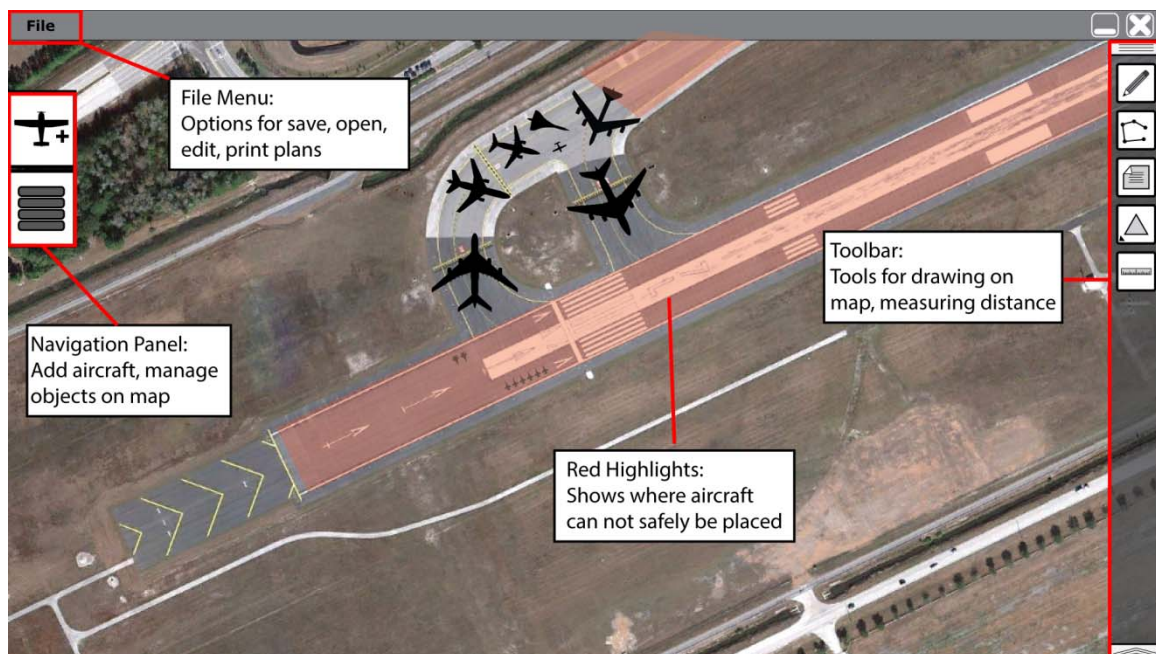 File
File Menu:
Options for save, open,
edit, print plans
Navigation Panel:
Add aircraft, manage
objects on map
Toolbar:
Tools for drawing on
map, measuring distance
Red Highlights:
Shows where aircraft
can not safely be placed